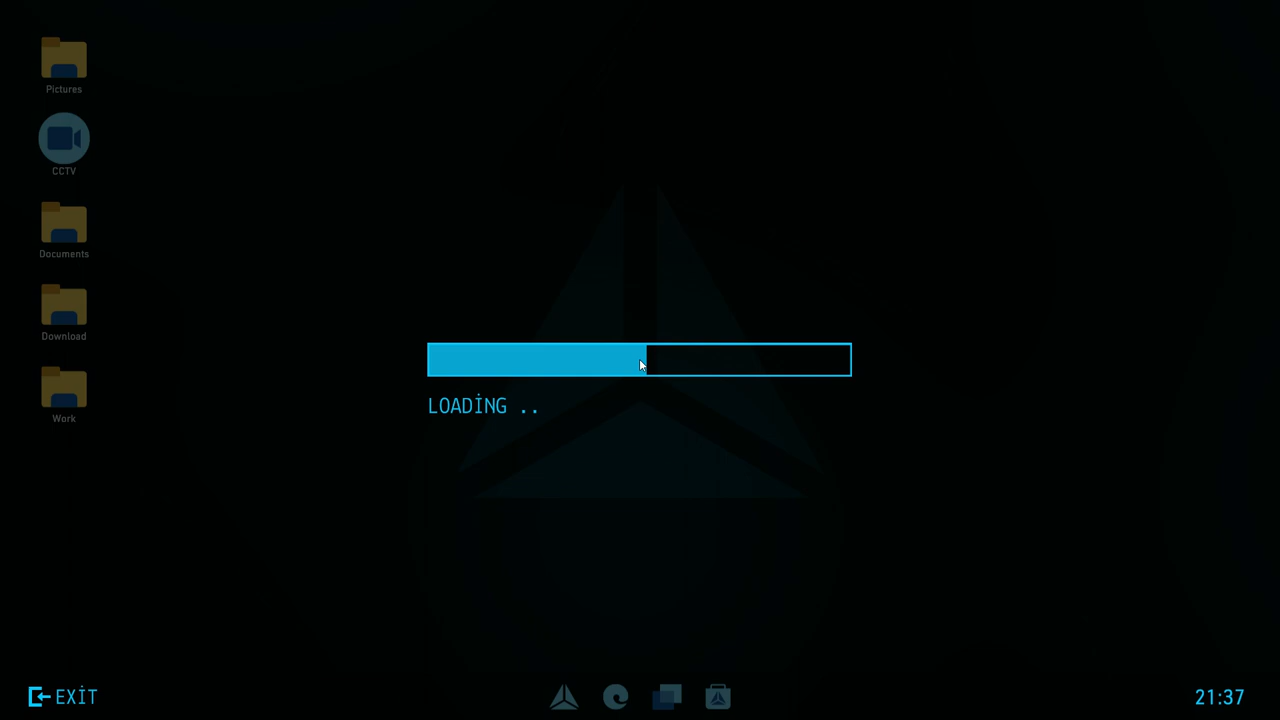 Pictures
CCTV
Documents
Download
Work
LOADİNG ..
EXİT
21:37